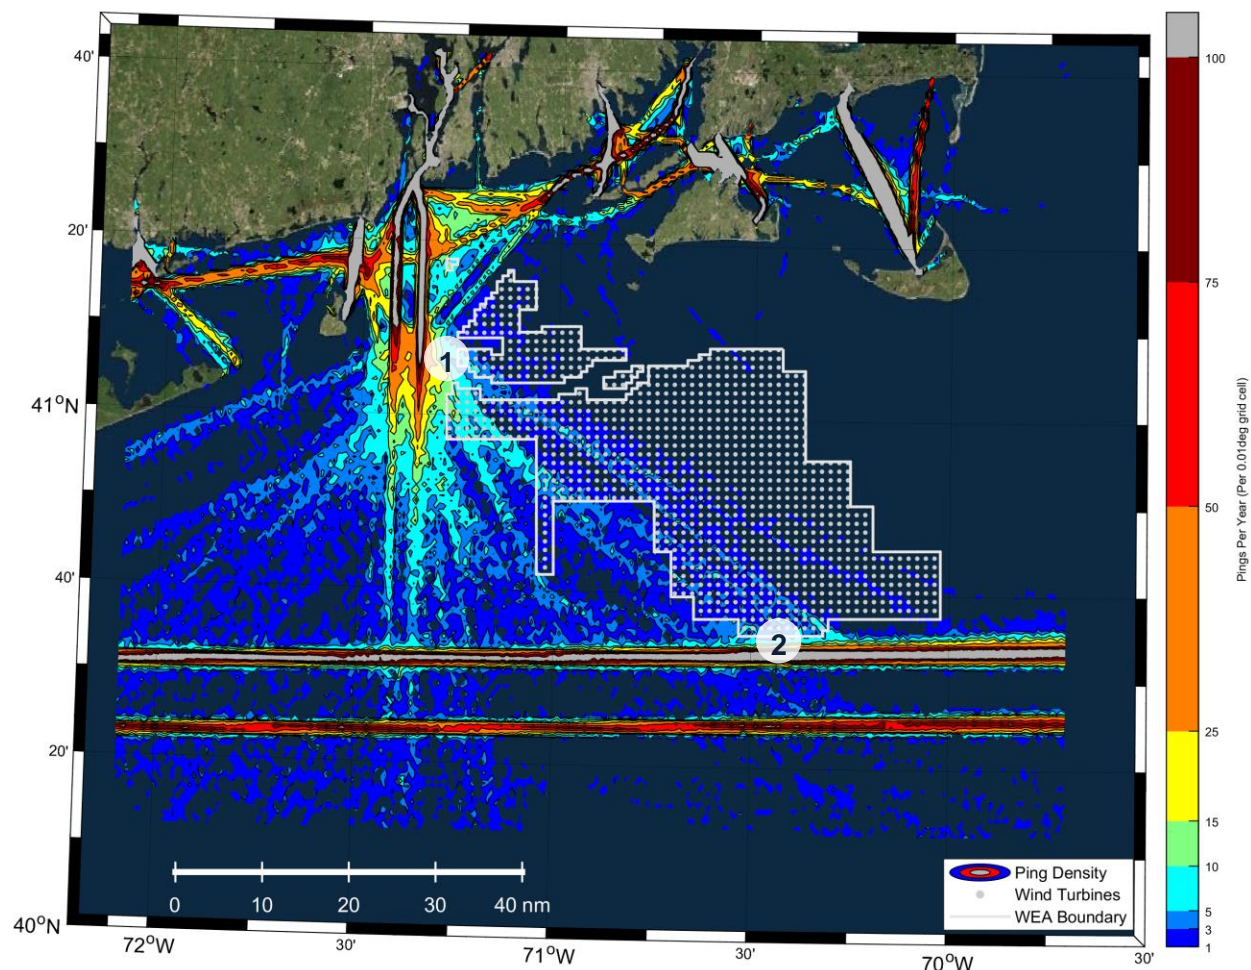 40'
20'
41°N
40'
20'
40°N
72°W
30'
71°W
30'
70°W
30'
1
2
0 10 20 30 40 nm
Ping Density
Wind Turbines
WEA Boundary
100
75
50
25
15
10
5
3
1
Pings Per Year (Per 0.01deg grid cell)